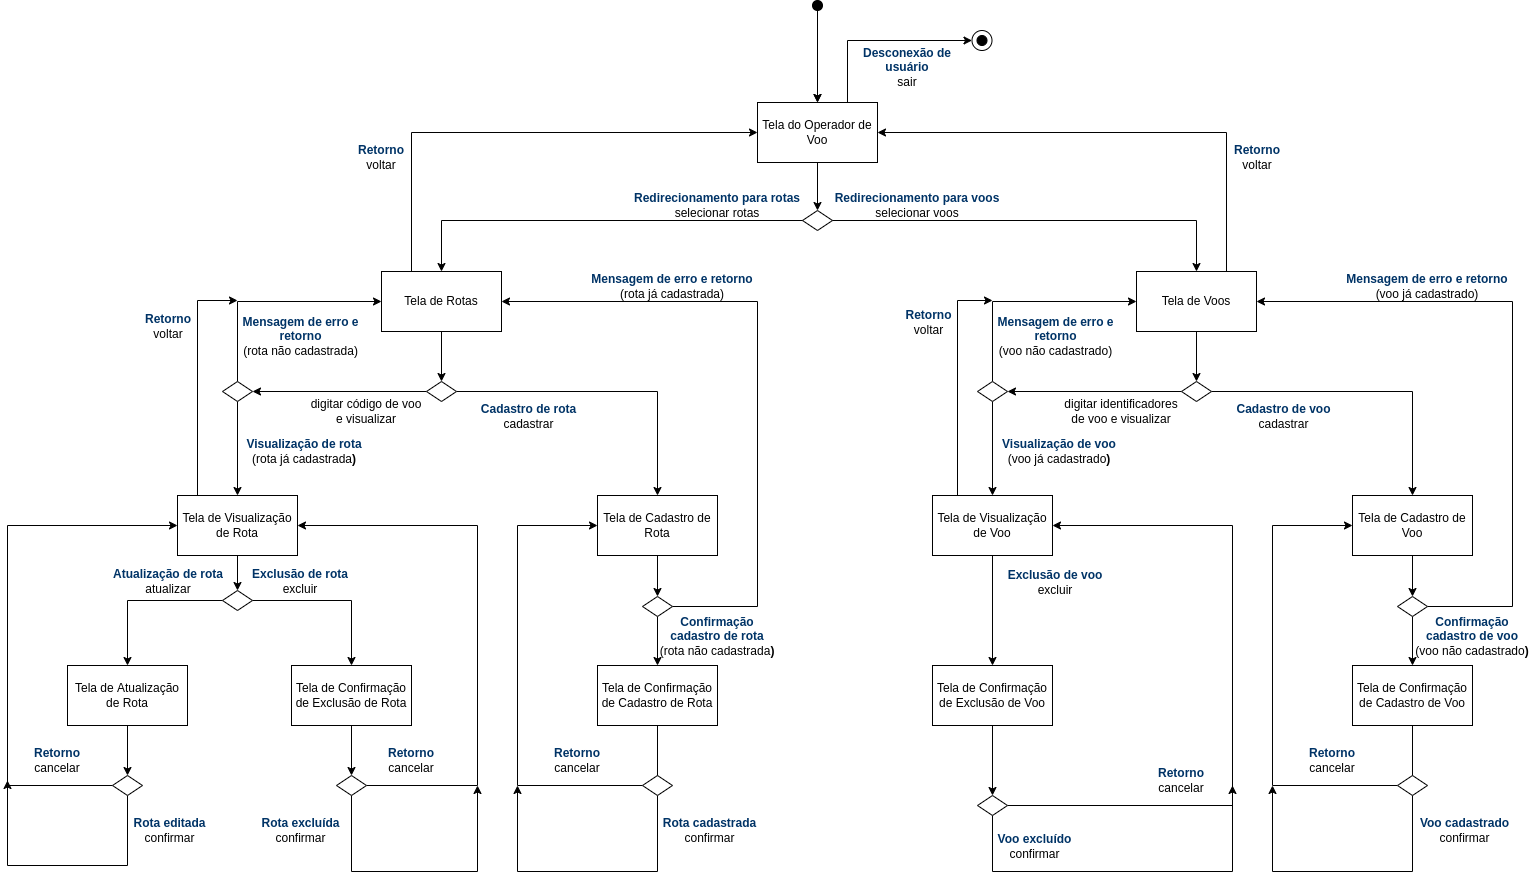 Desconexão de
usuário
sair
Tela do Operador de
Voo
Retorno
voltar
Retorno
voltar
Redirecionamento para rotas
selecionar rotas
Redirecionamento para voos
selecionar voos
Tela de Rotas
Mensagem de erro e retorno
(rota já cadastrada)
Tela de Voos
Mensagem de erro e retorno
(voo já cadastrado)
Retorno
voltar
Mensagem de erro e
retorno
(rota não cadastrada)
Retorno
voltar
Mensagem de erro e
retorno
(voo não cadastrado)
digitar código de voo
e visualizar
Cadastro de rota
cadastrar
digitar identificadores
de voo e visualizar
Cadastro de voo
cadastrar
Visualização de rota
(rota já cadastrada)
Visualização de voo
(voo já cadastrado)
Tela de Visualização
de Rota
Tela de Cadastro de
Rota
Tela de Visualização
de Voo
Tela de Cadastro de
Voo
Atualização de rota
atualizar
Exclusão de rota
excluir
Exclusão de voo
excluir
Confirmação
cadastro de rota
(rota não cadastrada)
Confirmação
cadastro de voo
(voo não cadastrado)
Tela de Atualização
de Rota
Tela de Confirmação
de Exclusão de Rota
Tela de Confirmação
de Cadastro de Rota
Tela de Confirmação
de Exclusão de Voo
Tela de Confirmação
de Cadastro de Voo
Retorno
cancelar
Retorno
cancelar
Retorno
cancelar
Retorno
cancelar
Retorno
cancelar
Rota editada
confirmar
Rota excluída
confirmar
Rota cadastrada
confirmar
Voo excluído
confirmar
Voo cadastrado
confirmar